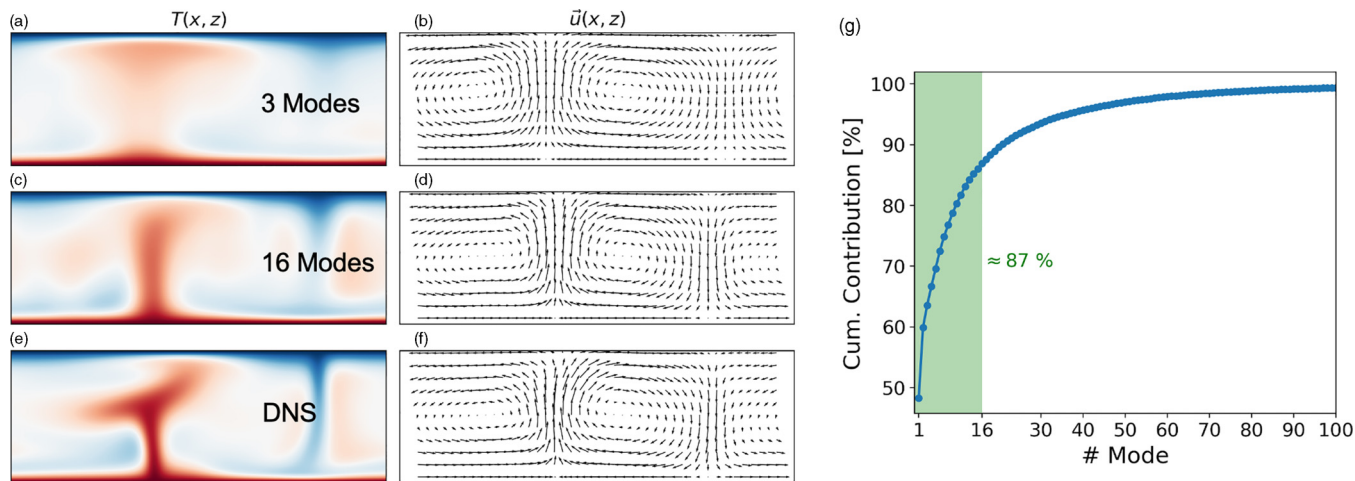 (a)
T(x, z)
3 Modes
(b)
u⃗(x, z)
(c)
16 Modes
(d)
(e)
DNS
(f)
(g)
100
90
80
70
60
50
Cum. Contribution [%]
≈ 87 %
1 16 30 40 50 60 70 80 90 100
# Mode